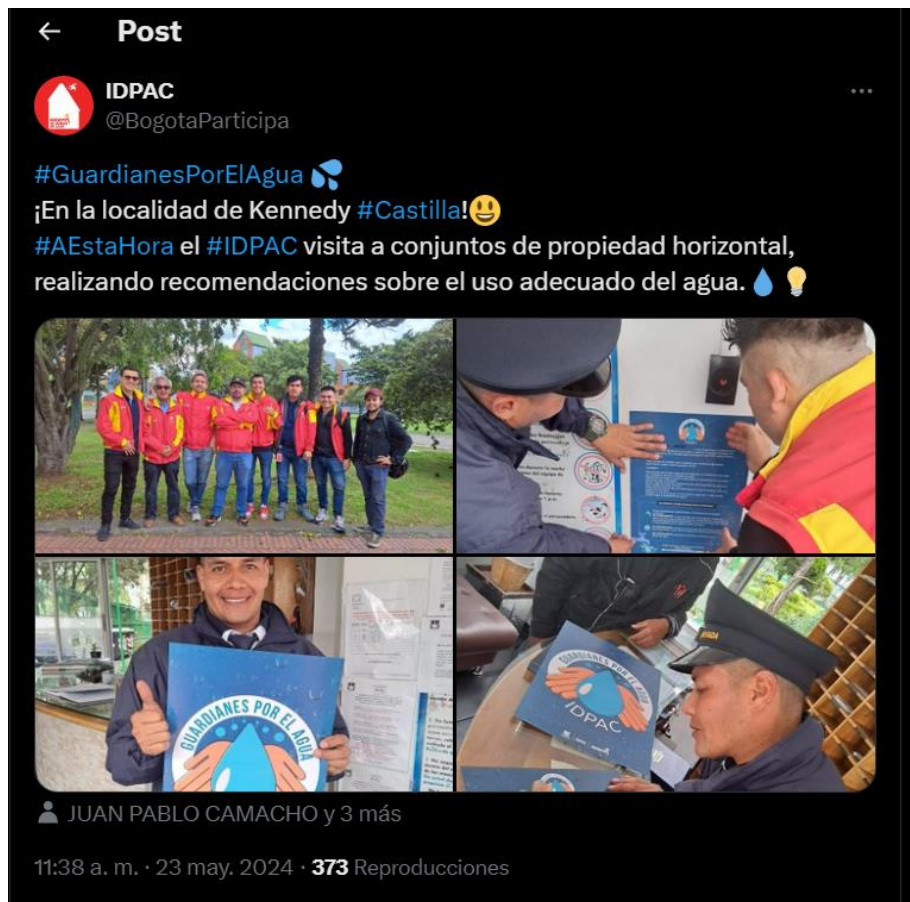 Post
IDPAC
@BogotaParticipa
#GuardianesPorElAgua
¡En la localidad de Kennedy #Castilla!
#AEstaHora el #IDPAC visita a conjuntos de propiedad horizontal,
realizando recomendaciones sobre el uso adecuado del agua.
GUARDIANES POR EL AGUA
GUARDIANES POR EL AGUA
IDPAC
JUAN PABLO CAMACHO y 3 más
11:38 a. m. · 23 may. 2024 · 373 Reproducciones